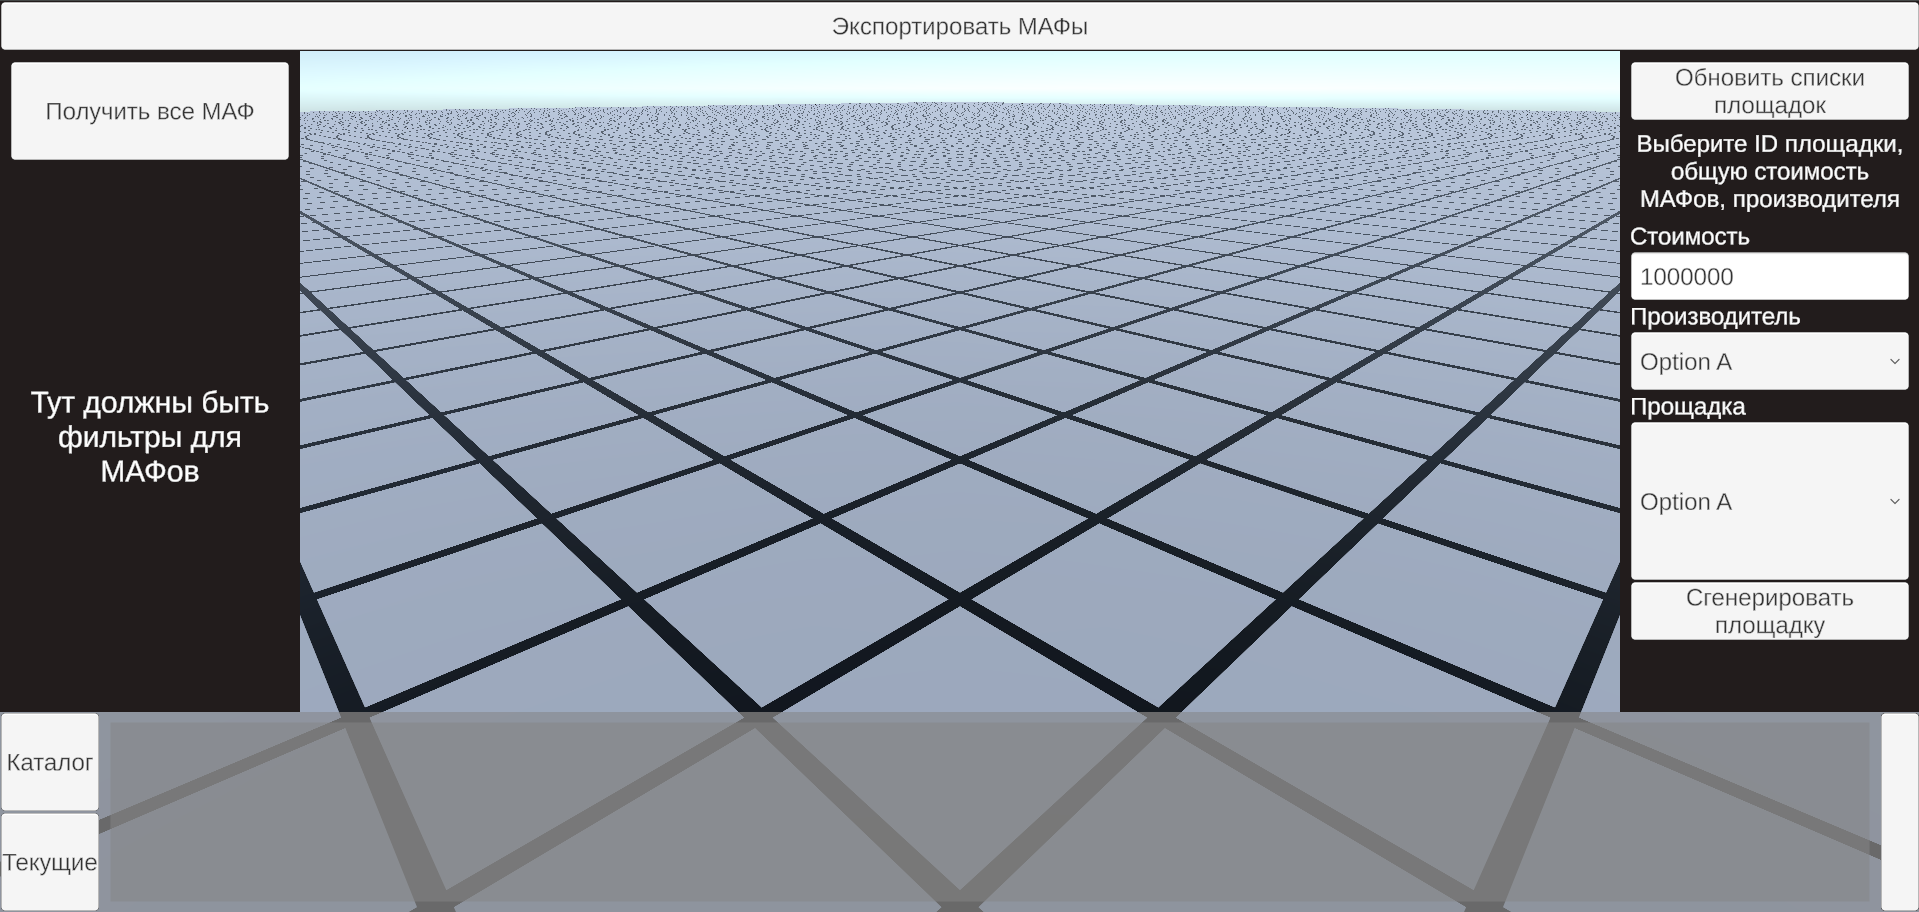 Экспортировать МАФы
Получить все МАФ
Тут должны быть
фильтры для
МАФов
Обновить списки
площадок
Выберите ID площадки,
общую стоимость
МАФов, производителя
Стоимость
1000000
Производитель
Option A
Прощадка
Option A
Сгенерировать
площадку
Каталог
Текущие